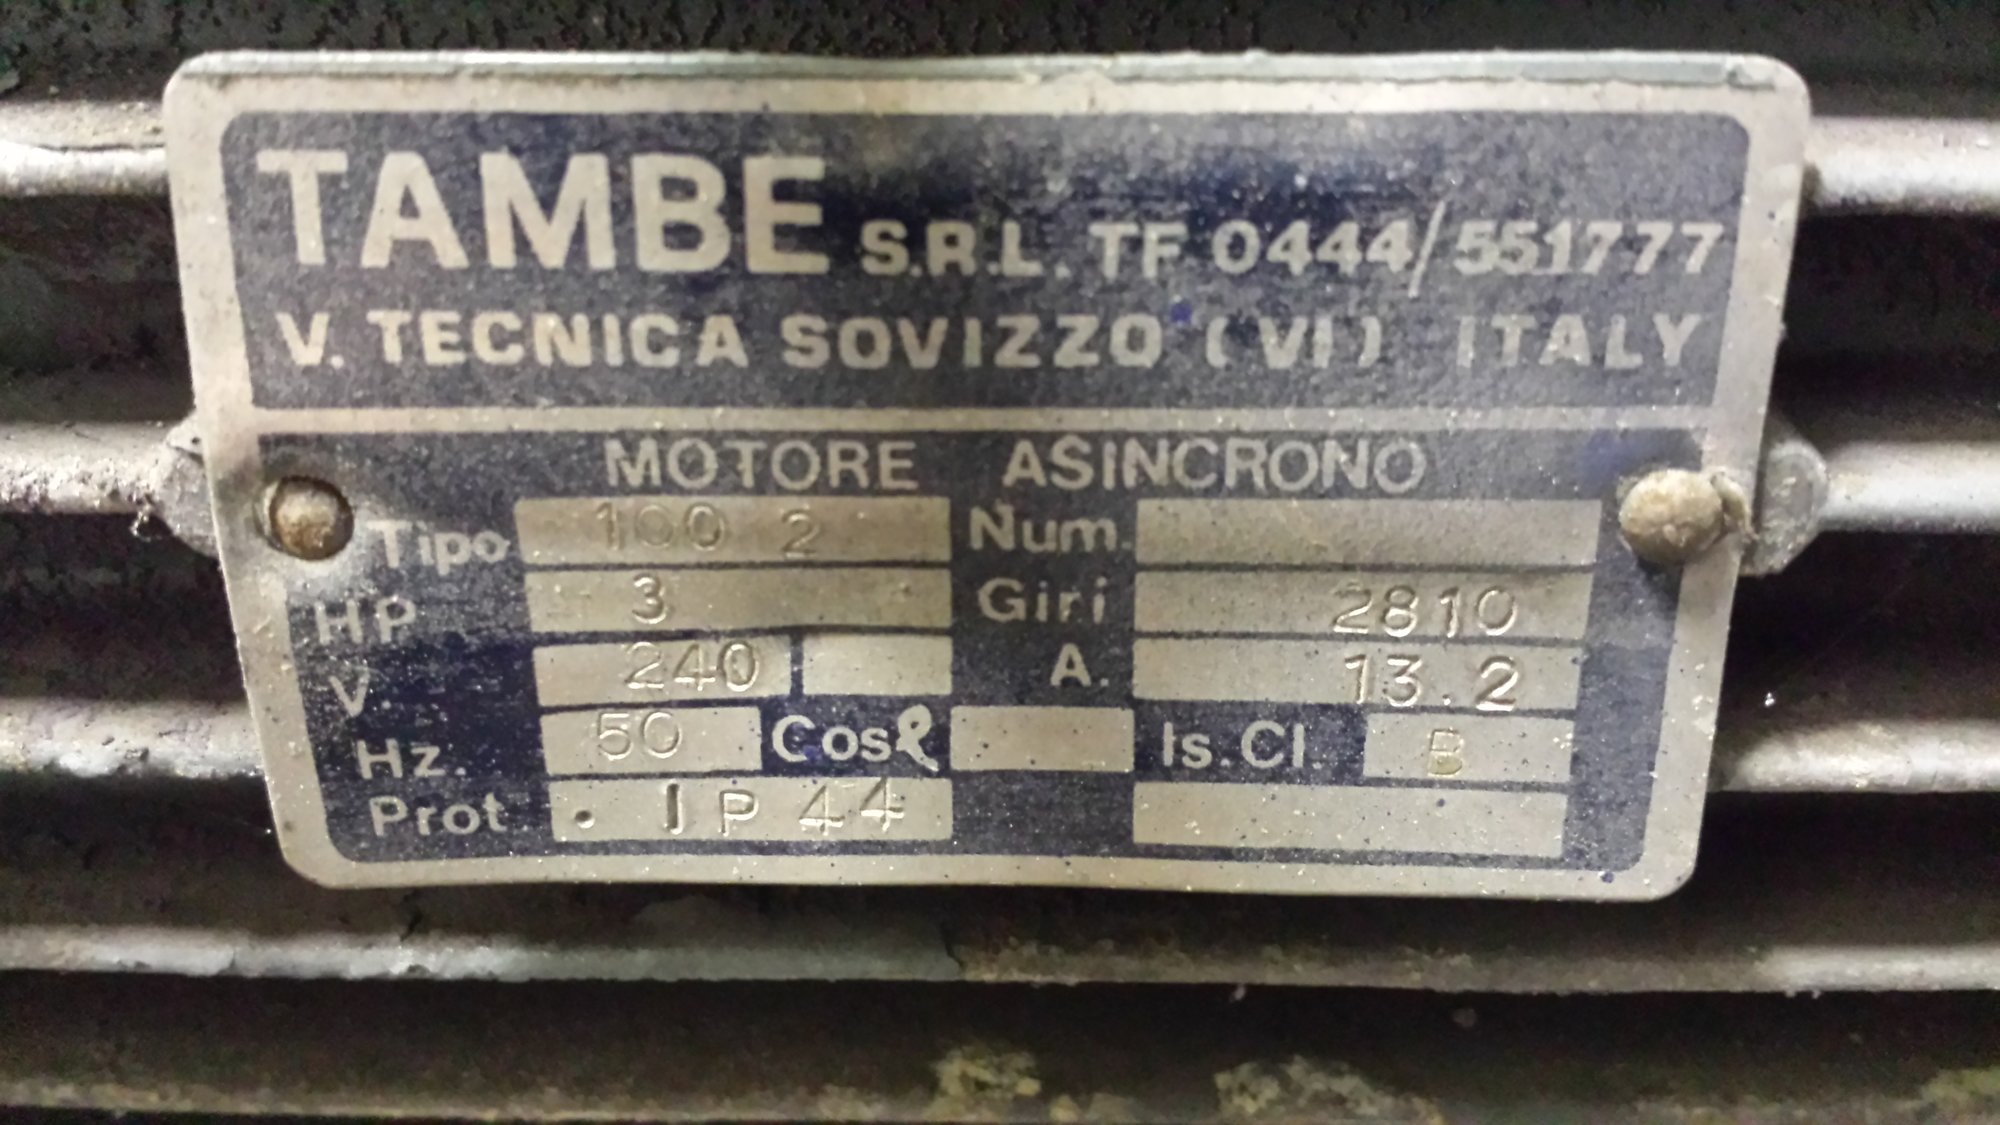 TAMBE S.R.L. TF 0444/551777
V. TECNICA SOVIZZO (VI) ITALY
MOTORE ASINCRONO
Tipo 100 2 Num.
HP 3 Giri 2810
V. 240 A. 13.2
Hz. 50 Cosφ Is.Cl. B
Prot. IP44